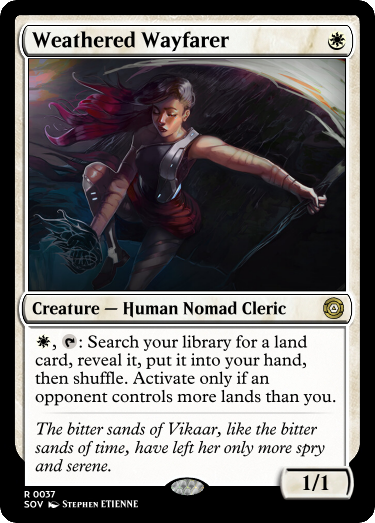 Weathered Wayfarer
Creature — Human Nomad Cleric
, : Search your library for a land
card, reveal it, put it into your hand,
then shuffle. Activate only if an
opponent controls more lands than you.
The bitter sands of Vikaar, like the bitter
sands of time, have left her only more spry
and serene.
1/1
R 0037
SOV Stephen ETIENNE